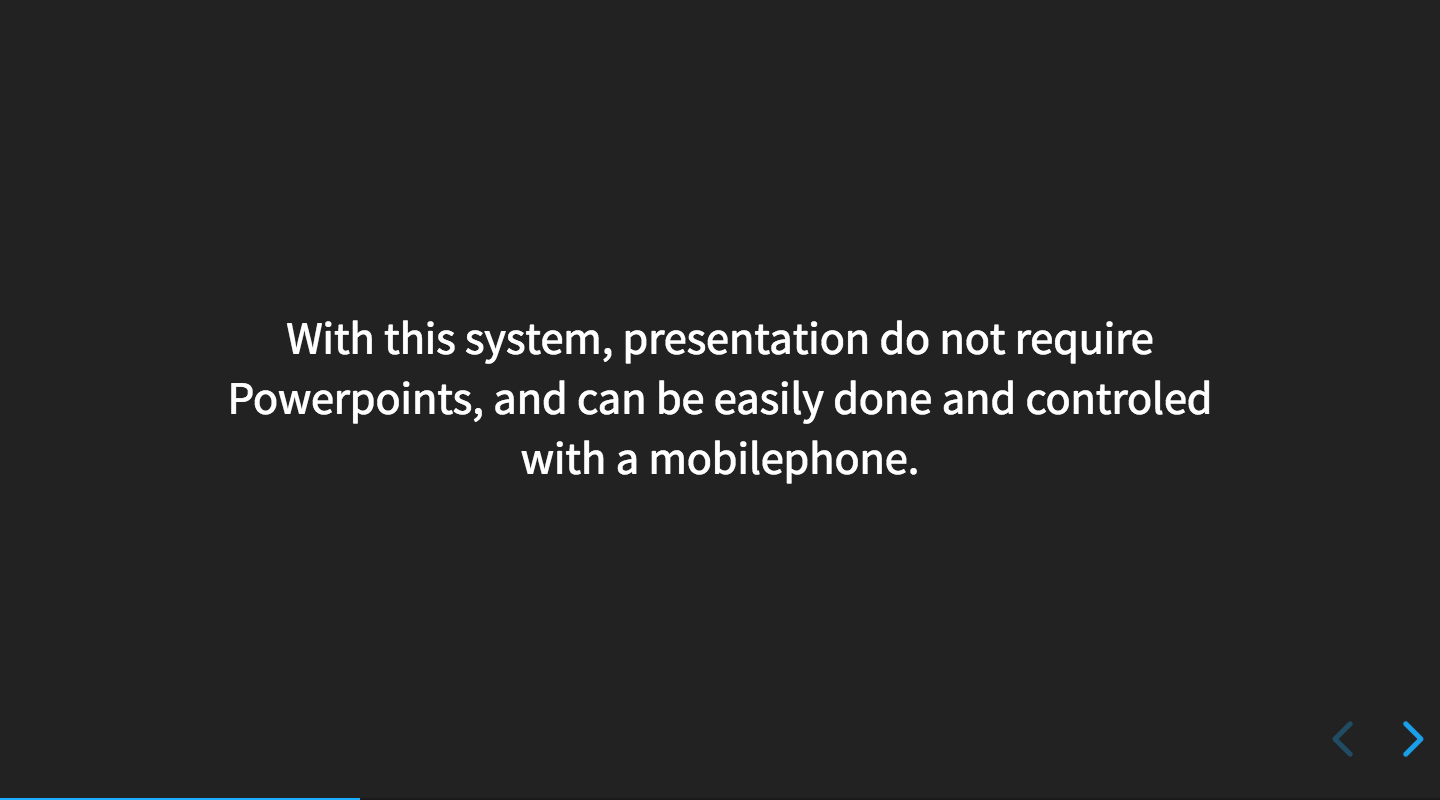 With this system, presentation do not require
Powerpoints, and can be easily done and controled
with a mobilephone.